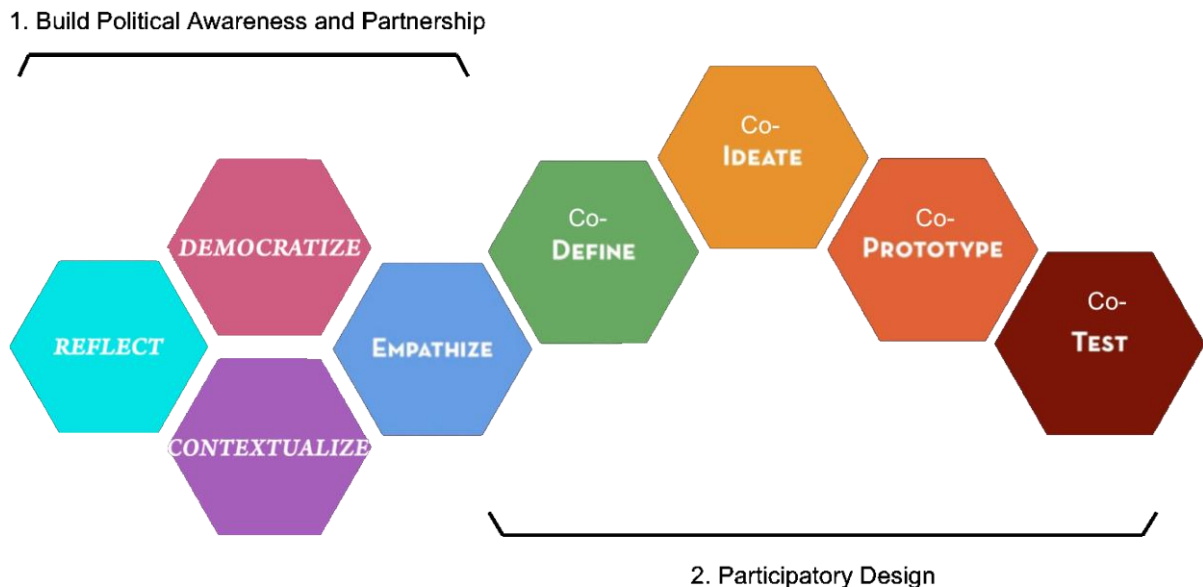 1. Build Political Awareness and Partnership
REFLECT
DEMOCRATIZE
CONTEXTUALIZE
EMPATHIZE
Co-
DEFINE
Co-
IDEATE
Co-
PROTOTYPE
Co-
TEST
2. Participatory Design